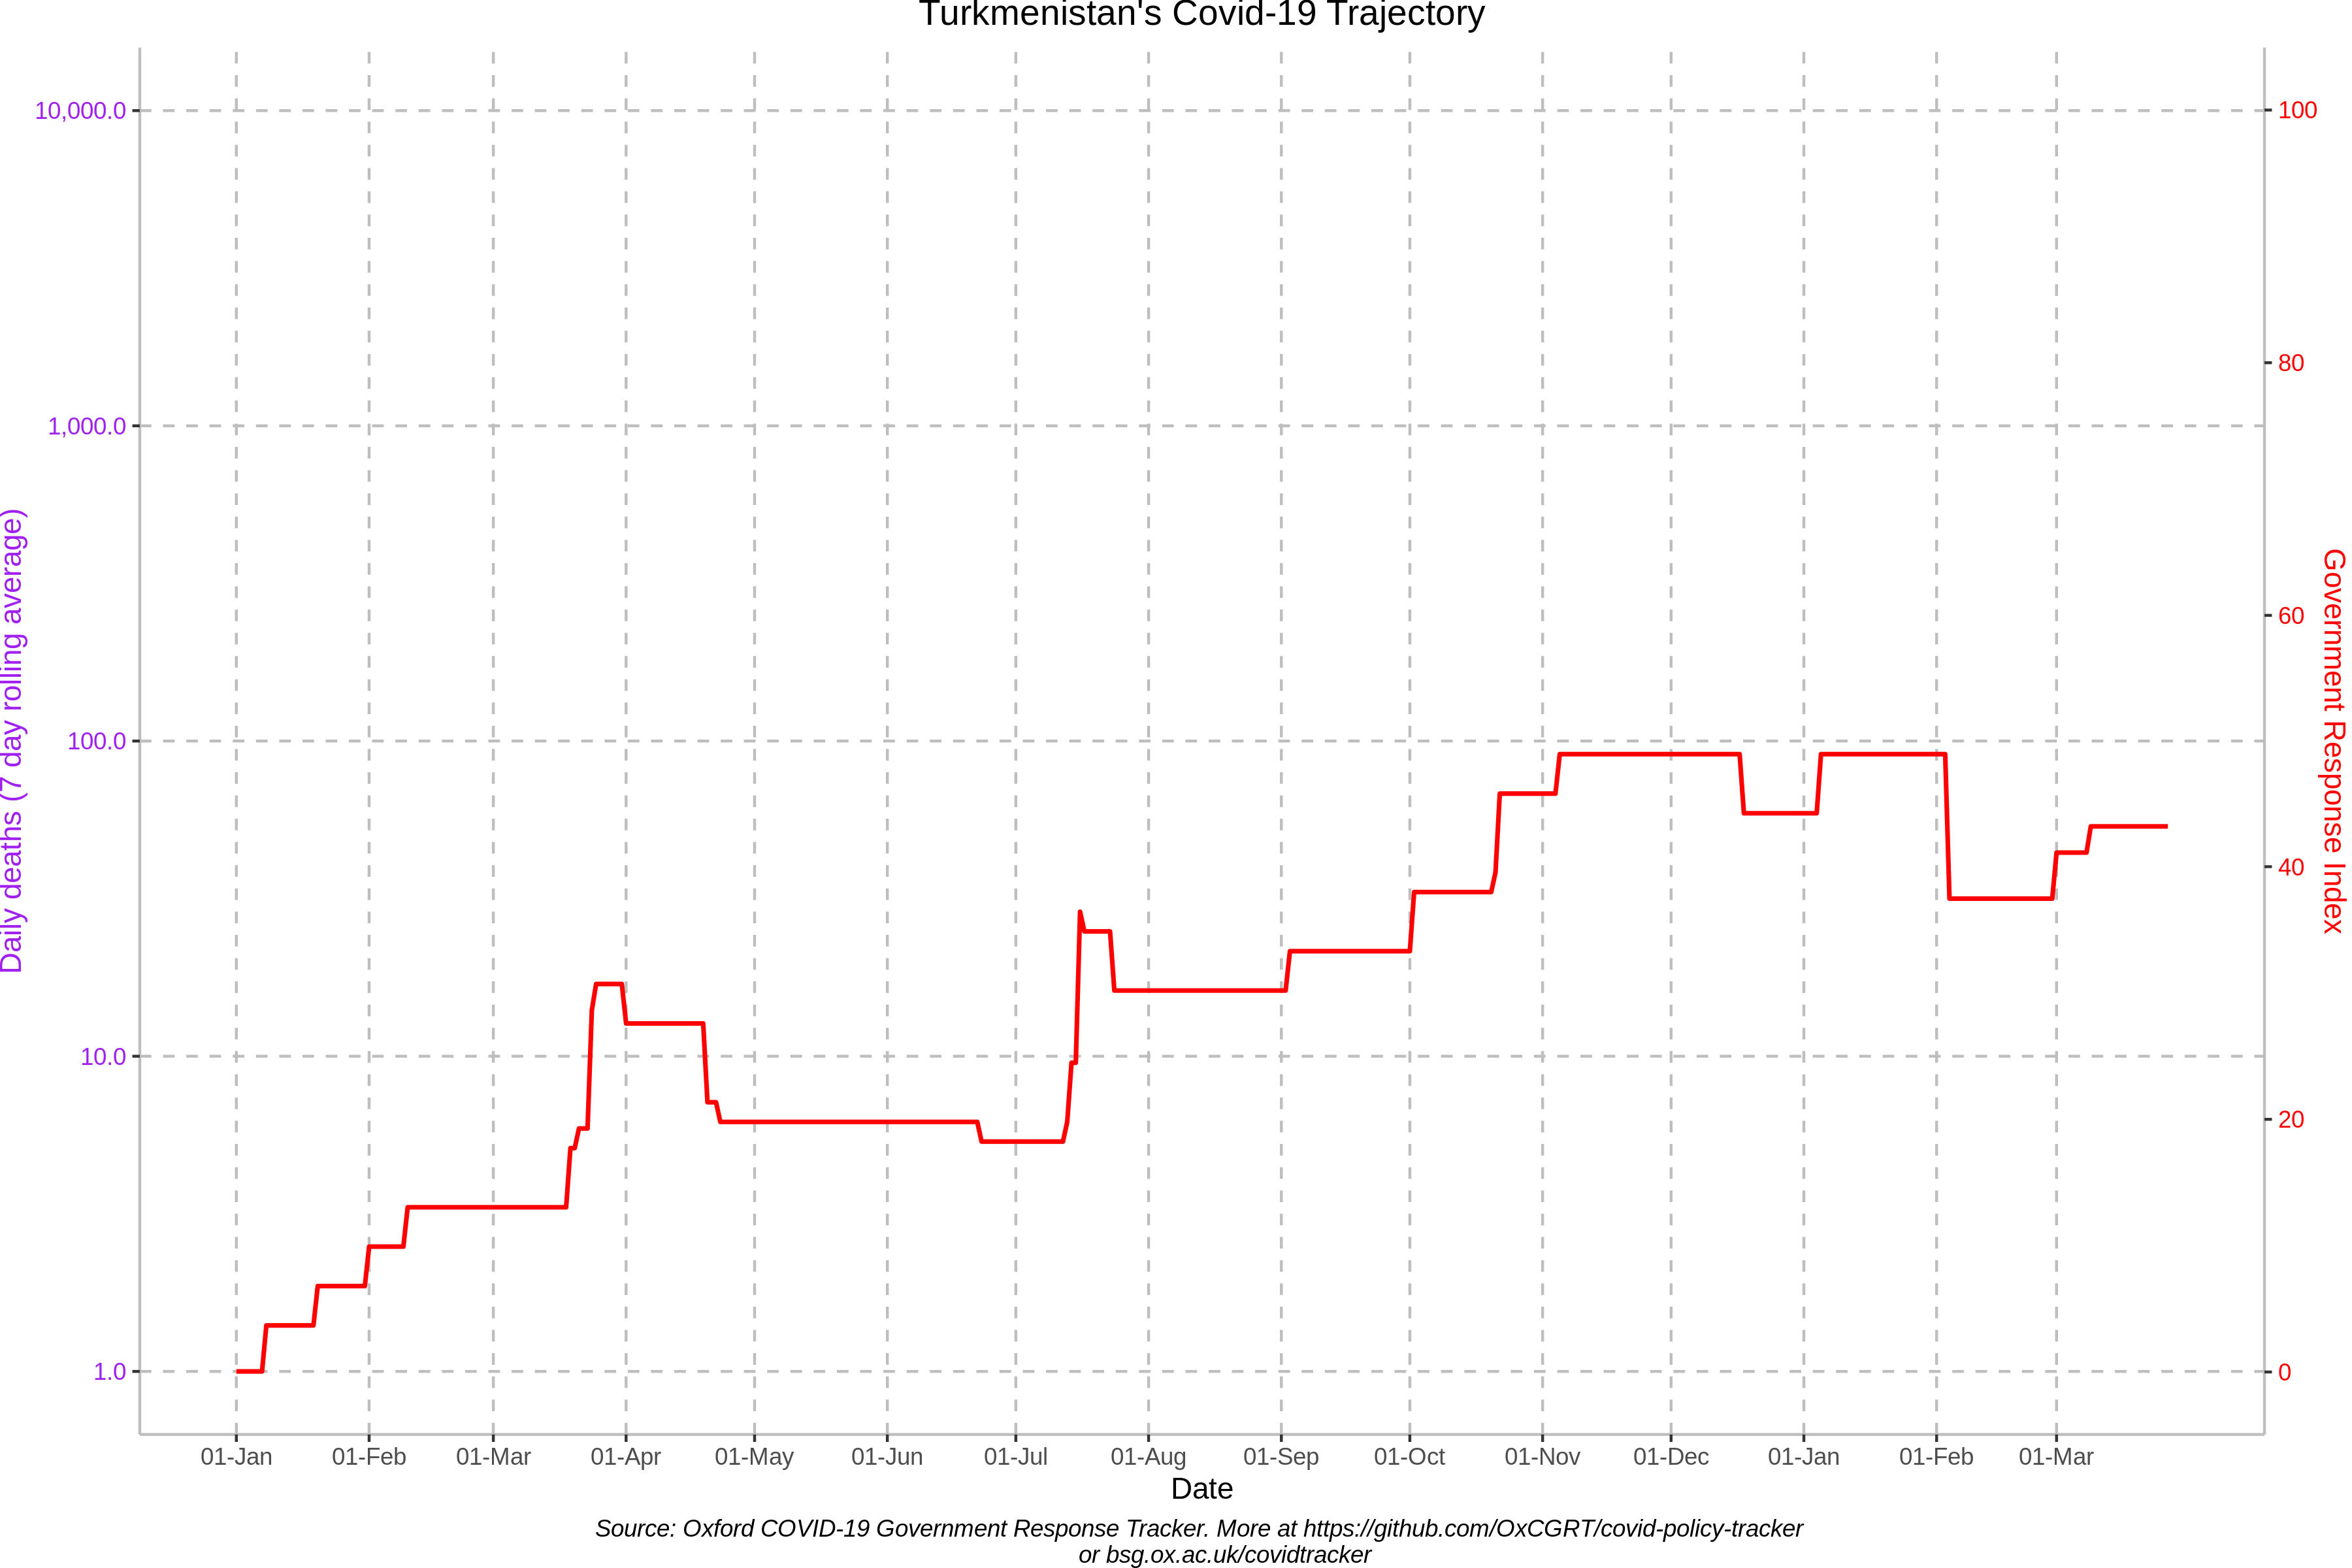 Turkmenistan's Covid-19 Trajectory
10,000.0
1,000.0
100.0
10.0
1.0
Daily deaths (7 day rolling average)
100
80
60
40
20
0
Government Response Index
01-Jan 01-Feb 01-Mar 01-Apr 01-May 01-Jun 01-Jul 01-Aug 01-Sep 01-Oct 01-Nov 01-Dec 01-Jan 01-Feb 01-Mar
Date
Source: Oxford COVID-19 Government Response Tracker. More at https://github.com/OxCGRT/covid-policy-tracker
or bsg.ox.ac.uk/covidtracker